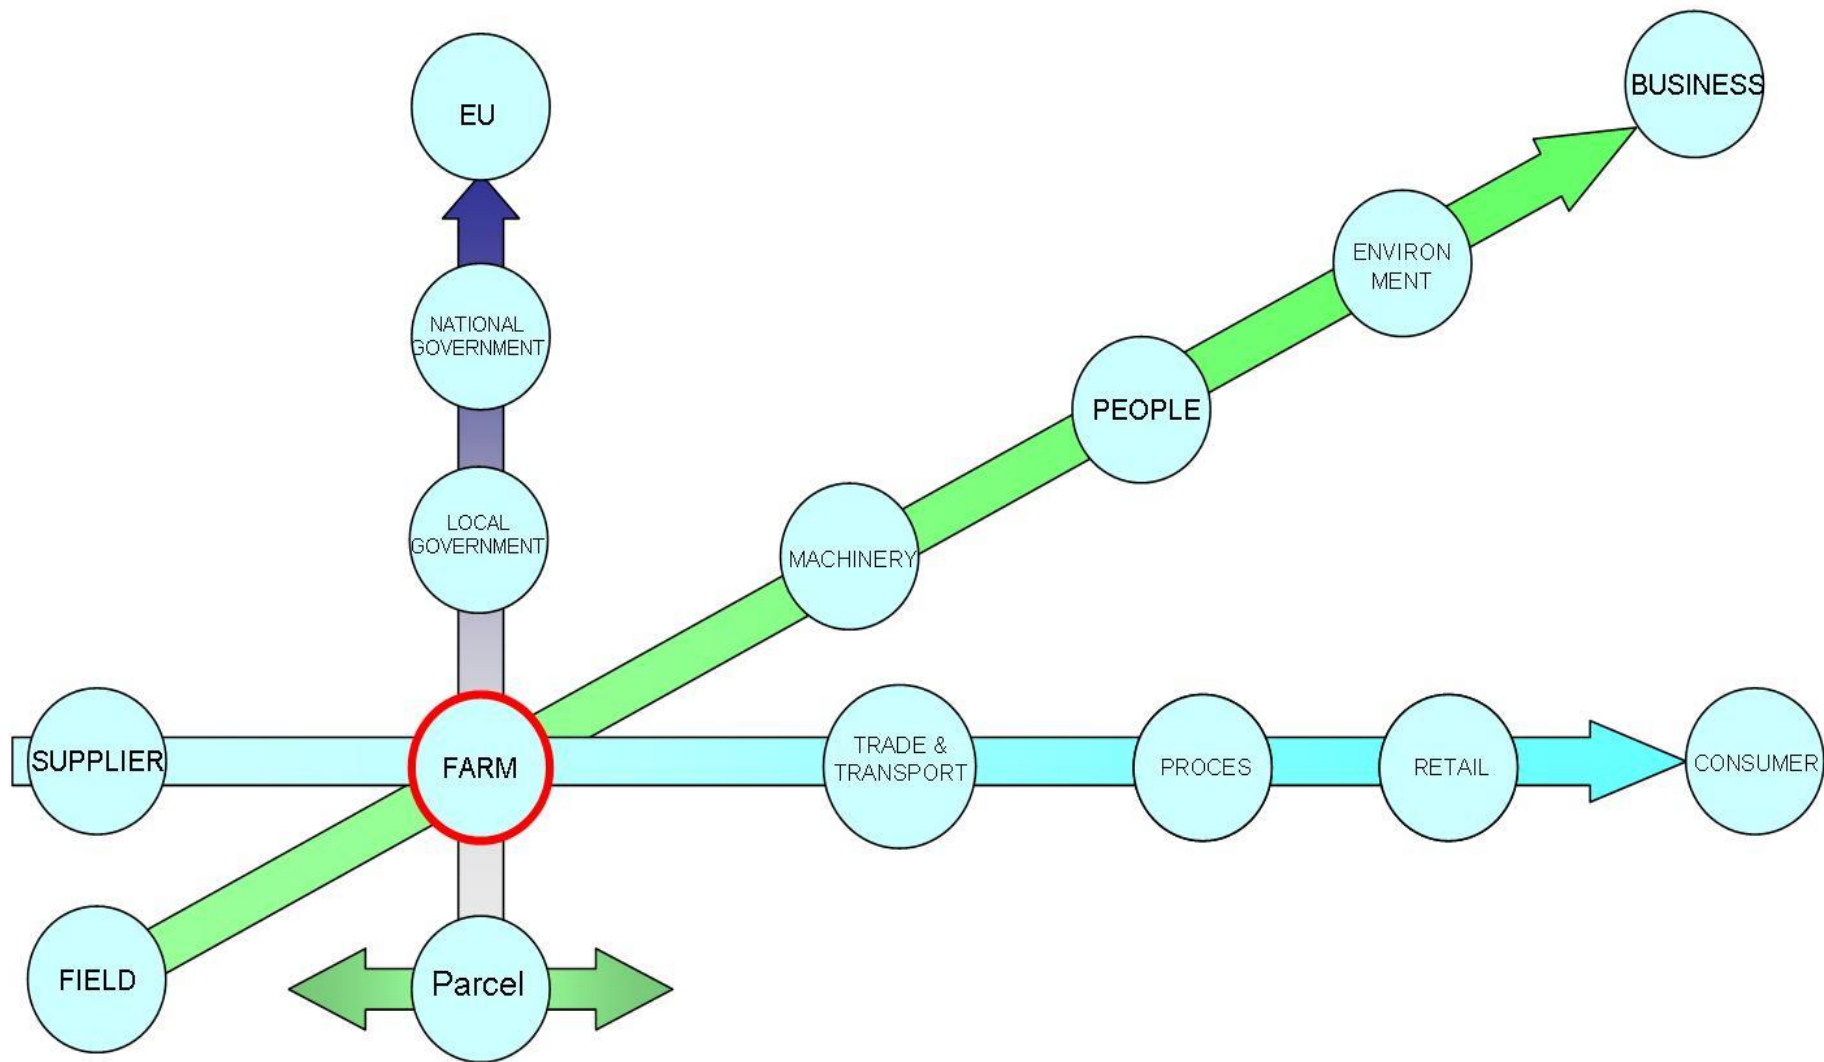 BUSINESS
EU
ENVIRON
MENT
NATIONAL
GOVERNMENT
PEOPLE
LOCAL
GOVERNMENT
MACHINERY
SUPPLIER
FARM
TRADE &
TRANSPORT
PROCES
RETAIL
CONSUMER
FIELD
Parcel